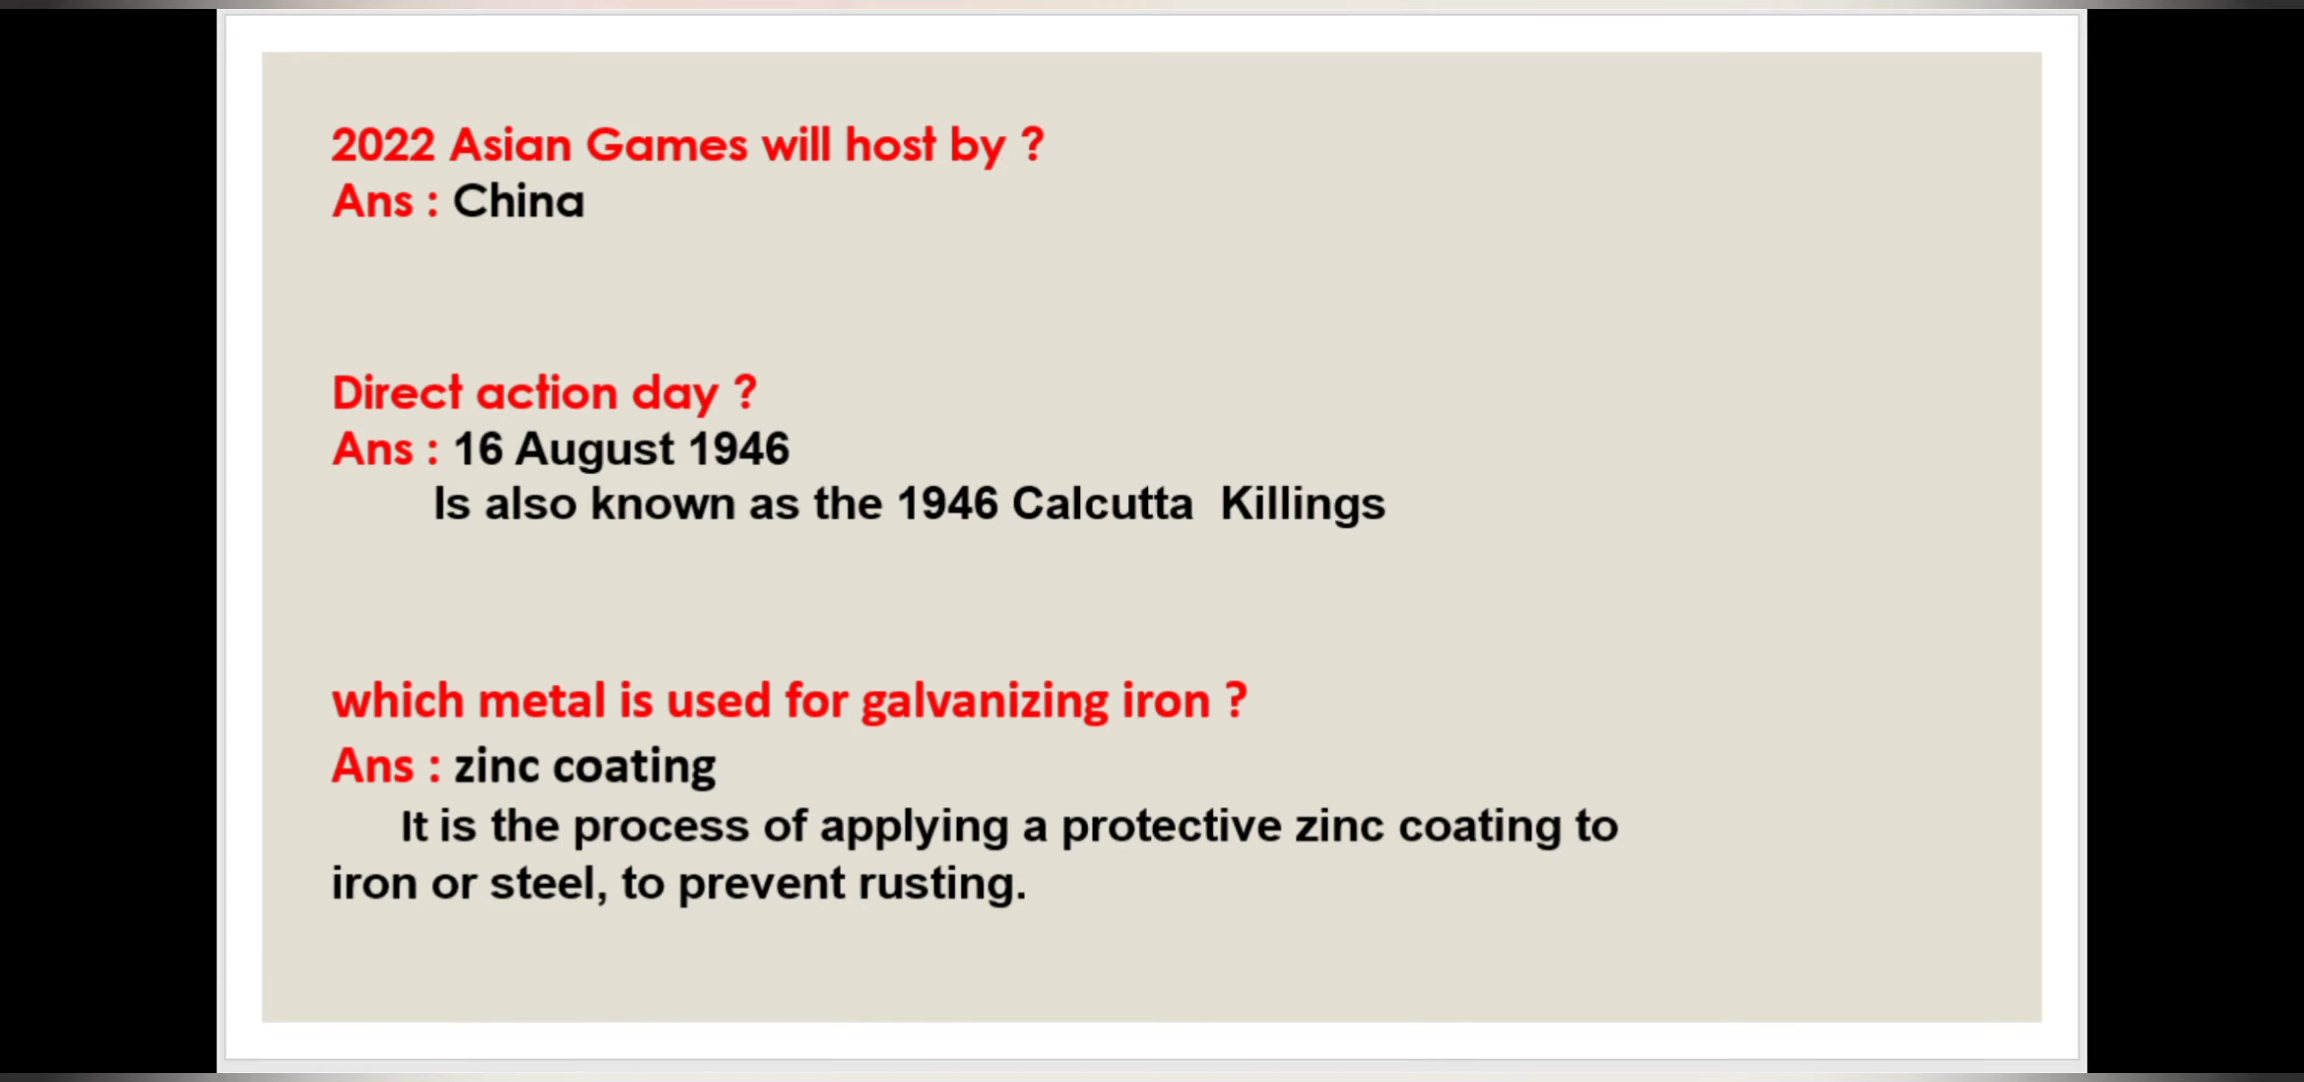 2022 Asian Games will host by ?
Ans : China
Direct action day ?
Ans : 16 August 1946
Is also known as the 1946 Calcutta  Killings
which metal is used for galvanizing iron ?
Ans : zinc coating
It is the process of applying a protective zinc coating to
iron or steel, to prevent rusting.